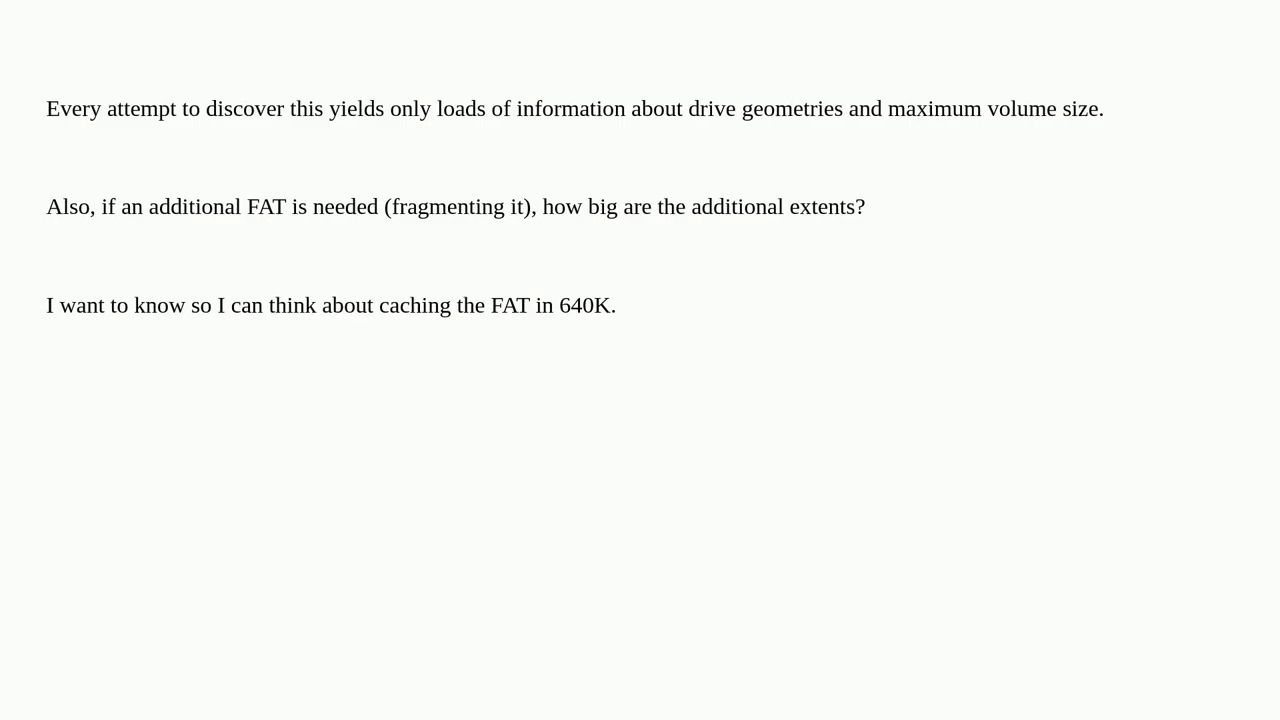 Every attempt to discover this yields only loads of information about drive geometries and maximum volume size.
Also, if an additional FAT is needed (fragmenting it), how big are the additional extents?
I want to know so I can think about caching the FAT in 640K.